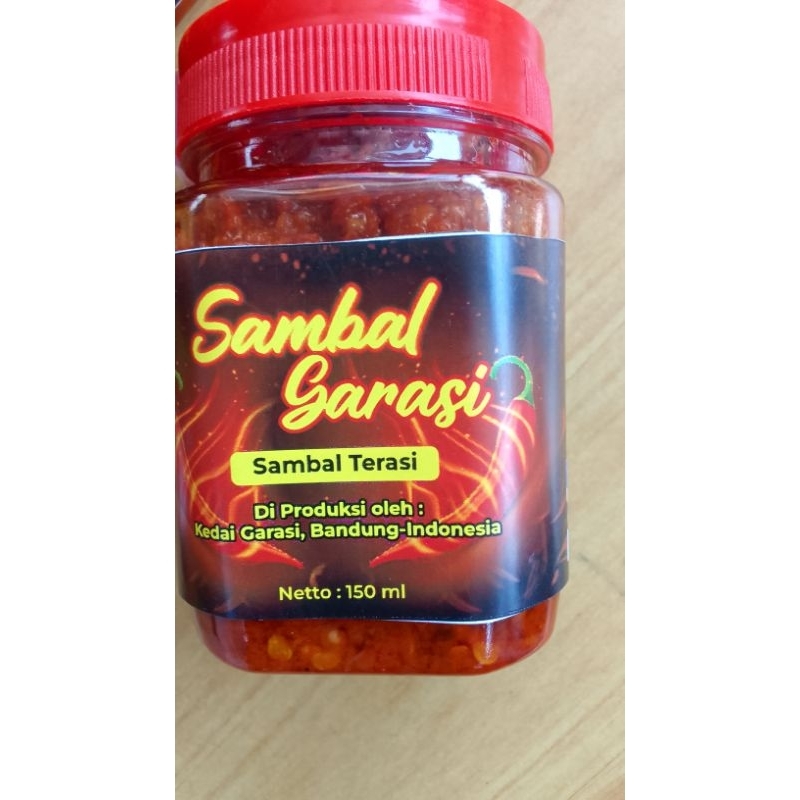 Sambal
Garasi
Sambal Terasi
Di Produksi oleh :
Kedai Garasi, Bandung-Indonesia
Netto : 150 ml